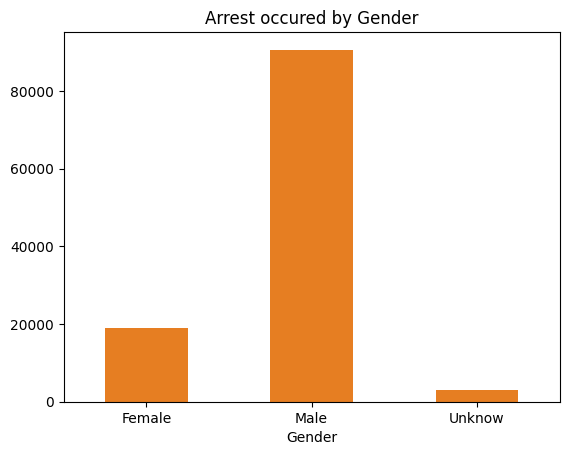 Arrest occured by Gender
80000
60000
40000
20000
0
Female Male Unknow
Gender